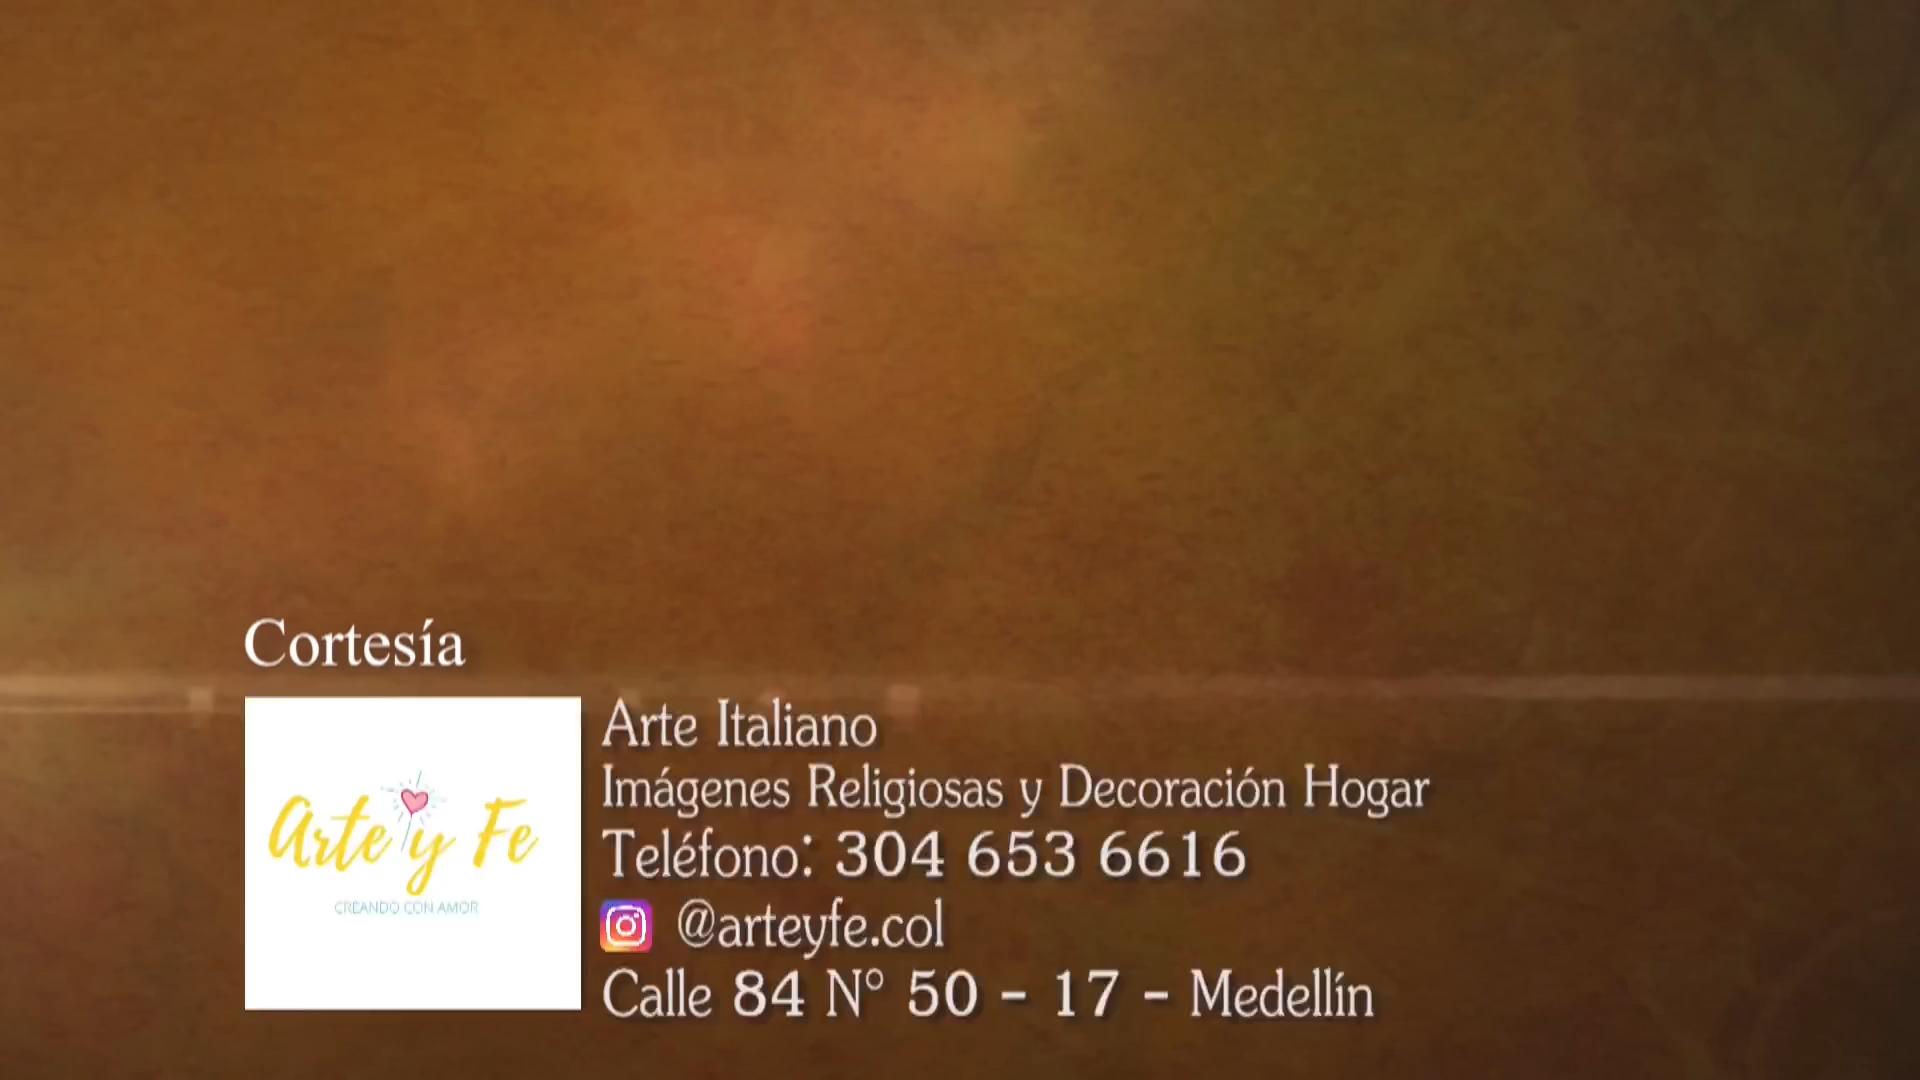 Cortesía
Arte y Fe
CREANDO CON AMOR
Arte Italiano
Imágenes Religiosas y Decoración Hogar
Teléfono: 304 653 6616
@arteyfe.col
Calle 84 N° 50 - 17 - Medellín